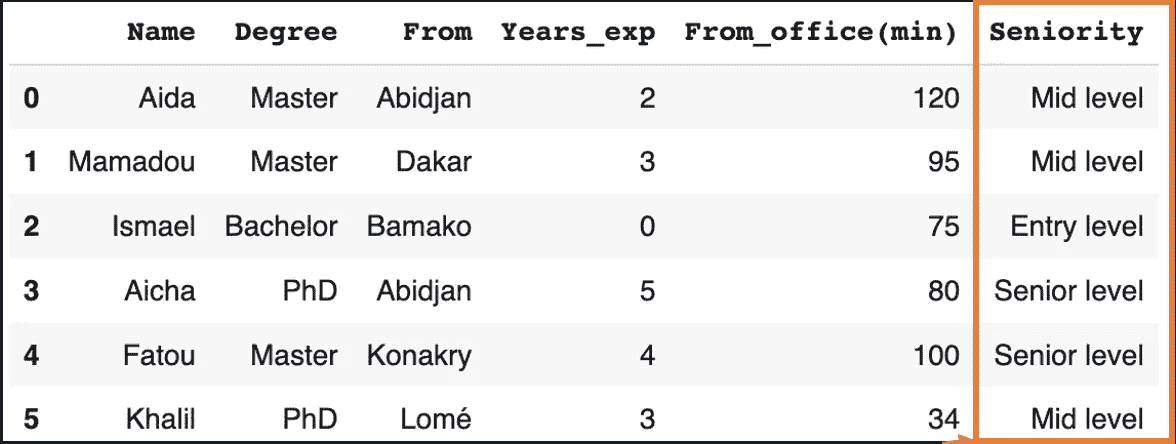 Name Degree From Years_exp From_office(min) Seniority
0 Aida Master Abidjan 2 120 Mid level
1 Mamadou Master Dakar 3 95 Mid level
2 Ismael Bachelor Bamako 0 75 Entry level
3 Aicha PhD Abidjan 5 80 Senior level
4 Fatou Master Konakry 4 100 Senior level
5 Khalil PhD Lomé 3 34 Mid level